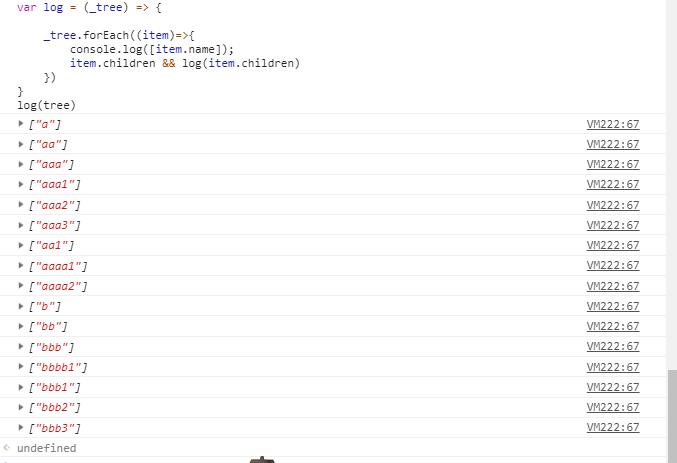 var log = (_tree) => {
_tree.forEach((item)=>{
console.log([item.name]);
item.children && log(item.children)
})
}
log(tree)
["a"] VM222:67
["aa"] VM222:67
["aaa"] VM222:67
["aaa1"] VM222:67
["aaa2"] VM222:67
["aaa3"] VM222:67
["aa1"] VM222:67
["aaaa1"] VM222:67
["aaaa2"] VM222:67
["b"] VM222:67
["bb"] VM222:67
["bbb"] VM222:67
["bbbb1"] VM222:67
["bbb1"] VM222:67
["bbb2"] VM222:67
["bbb3"] VM222:67
undefined